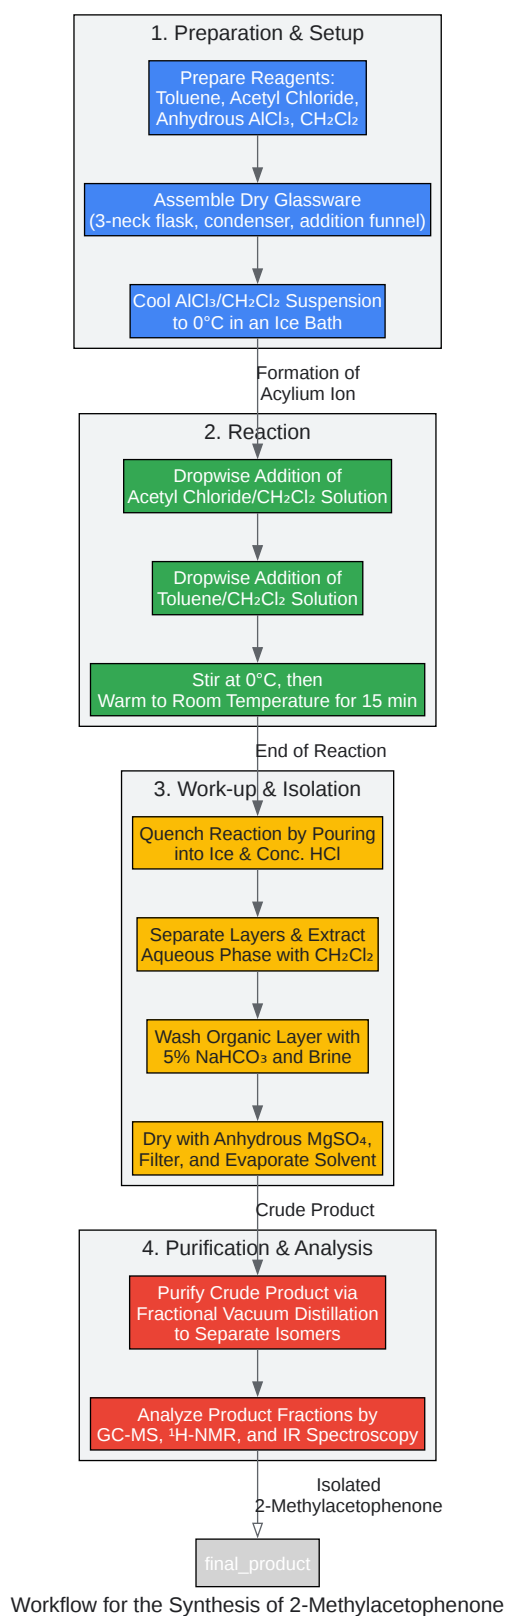 1. Preparation & Setup
Prepare Reagents:
Toluene, Acetyl Chloride,
Anhydrous AlCl₃, CH₂Cl₂
Assemble Dry Glassware
(3-neck flask, condenser, addition funnel)
Cool AlCl₃/CH₂Cl₂ Suspension
to 0°C in an Ice Bath
Formation of
Acylium Ion
2. Reaction
Dropwise Addition of
Acetyl Chloride/CH₂Cl₂ Solution
Dropwise Addition of
Toluene/CH₂Cl₂ Solution
Stir at 0°C, then
Warm to Room Temperature for 15 min
End of Reaction
3. Work-up & Isolation
Quench Reaction by Pouring
into Ice & Conc. HCl
Separate Layers & Extract
Aqueous Phase with CH₂Cl₂
Wash Organic Layer with
5% NaHCO₃ and Brine
Dry with Anhydrous MgSO₄,
Filter, and Evaporate Solvent
Crude Product
4. Purification & Analysis
Purify Crude Product via
Fractional Vacuum Distillation
to Separate Isomers
Analyze Product Fractions by
GC-MS, ¹H-NMR, and IR Spectroscopy
Isolated
2-Methylacetophenone
final_product
Workflow for the Synthesis of 2-Methylacetophenone